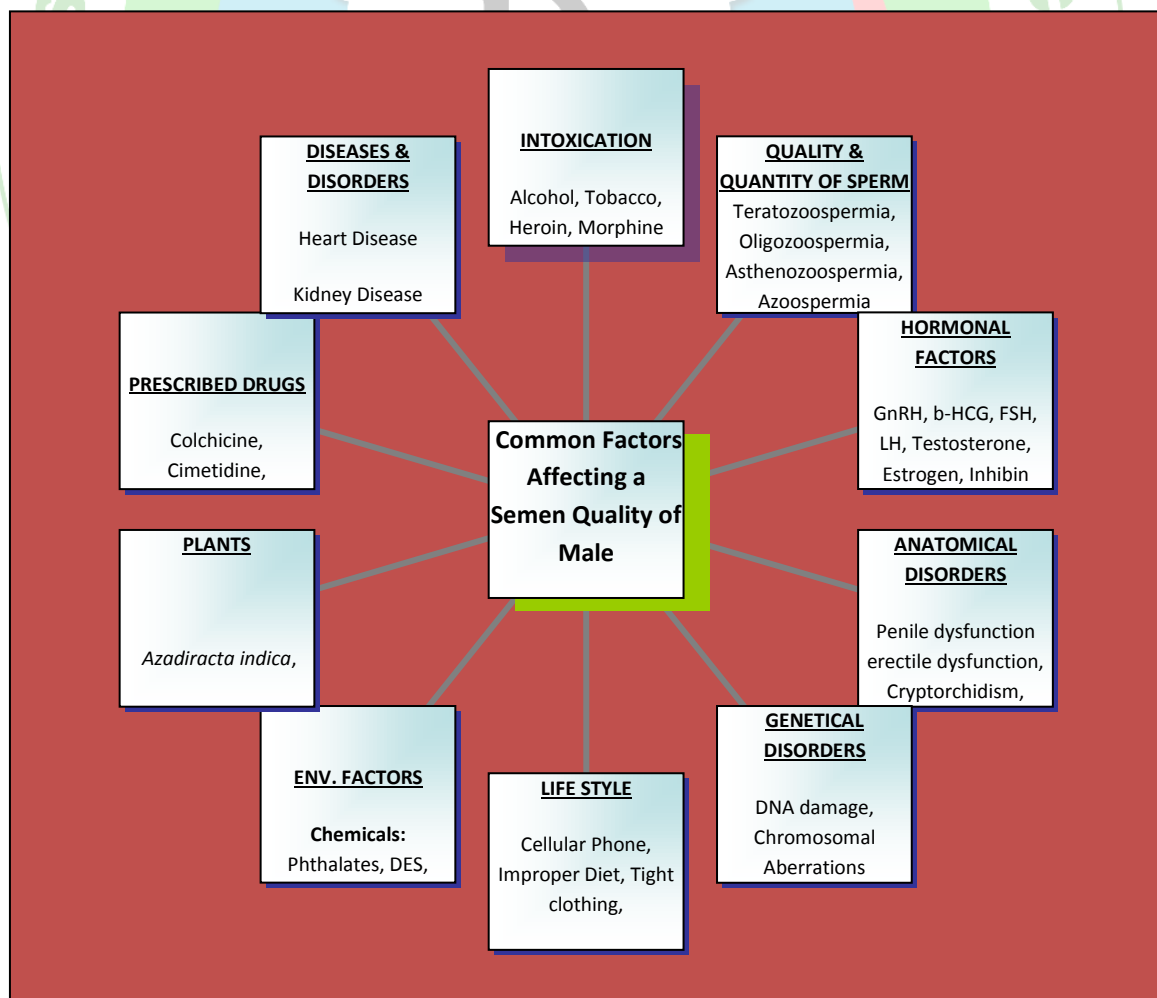 INTOXICATION
Alcohol, Tobacco,
Heroin, Morphine
QUALITY &
QUANTITY OF SPERM
Teratozoospermia,
Oligozoospermia,
Asthenozoospermia,
Azoospermia
HORMONAL
FACTORS
GnRH, b-HCG, FSH,
LH, Testosterone,
Estrogen, Inhibin
ANATOMICAL
DISORDERS
Penile dysfunction
erectile dysfunction,
Cryptorchidism,
GENETICAL
DISORDERS
DNA damage,
Chromosomal
Aberrations
LIFE STYLE
Cellular Phone,
Improper Diet, Tight
clothing,
ENV. FACTORS
Chemicals:
Phthalates, DES,
PLANTS
Azadiracta indica,
PRESCRIBED DRUGS
Colchicine,
Cimetidine,
DISEASES &
DISORDERS
Heart Disease
Kidney Disease
Common Factors
Affecting a
Semen Quality of
Male